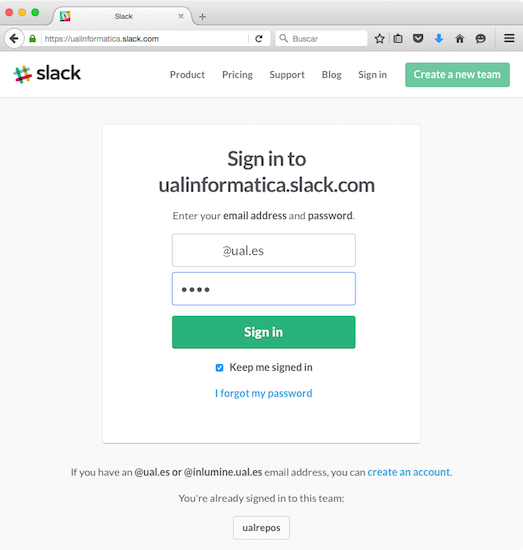 Slack
https://ualinformatica.slack.com
Buscar
slack
Product Pricing Support Blog Sign in Create a new team
Sign in to
ualinformatica.slack.com
Enter your email address and password.
@ual.es
Sign in
Keep me signed in
I forgot my password
If you have an @ual.es or @inlumine.ual.es email address, you can create an account.
You're already signed in to this team:
ualrepos